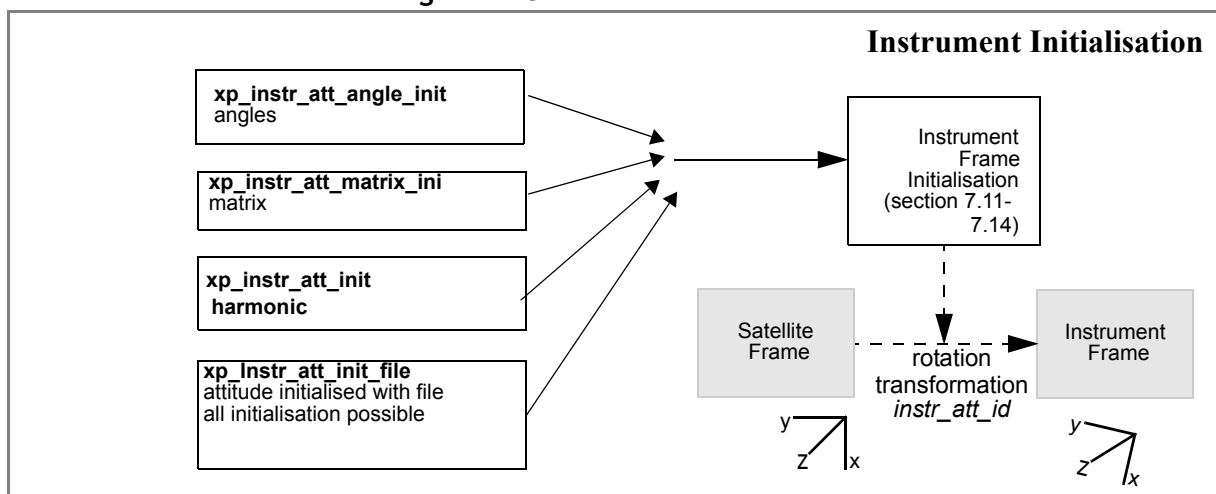 Instrument Initialisation
xp_instr_att_angle_init
angles
xp_instr_att_matrix_ini
matrix
xp_instr_att_init
harmonic
xp_Instr_att_init_file
attitude initialised with file
all initialisation possible
Instrument
Frame
Initialisation
(section 7.11-
7.14)
Satellite
Frame
rotation
transformation
instr_att_id
Instrument
Frame
y
Z
x
y
Z
x